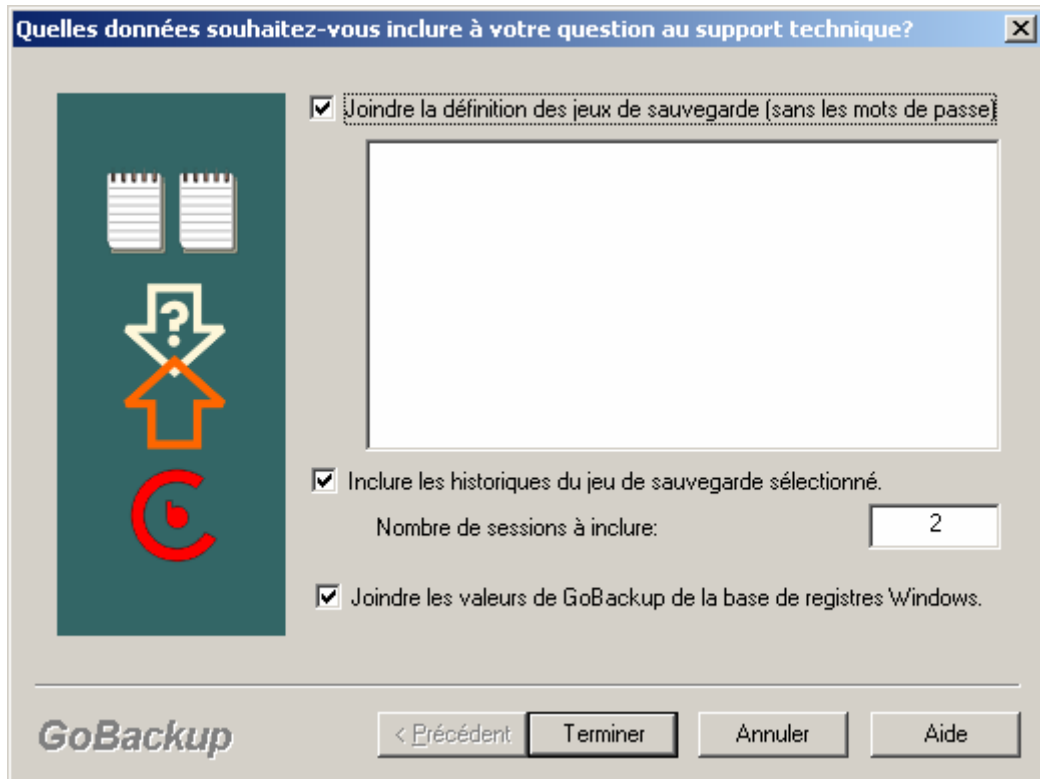 Quelles données souhaitez-vous inclure à votre question au support technique?
Joindre la définition des jeux de sauvegarde (sans les mots de passe)
?
Inclure les historiques du jeu de sauvegarde sélectionné.
Nombre de sessions à inclure:
2
Joindre les valeurs de GoBackup de la base de registres Windows.
GoBackup
< Précédent
Terminer
Annuler
Aide